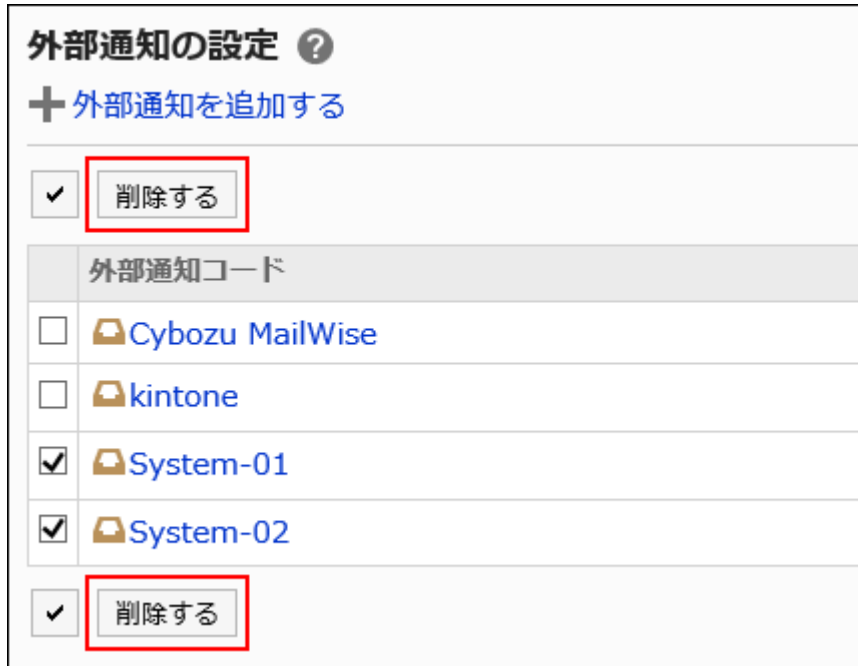 外部通知の設定 ?
外部通知を追加する
削除する
外部通知コード
Cybozu MailWise
kintone
System-01
System-02
削除する